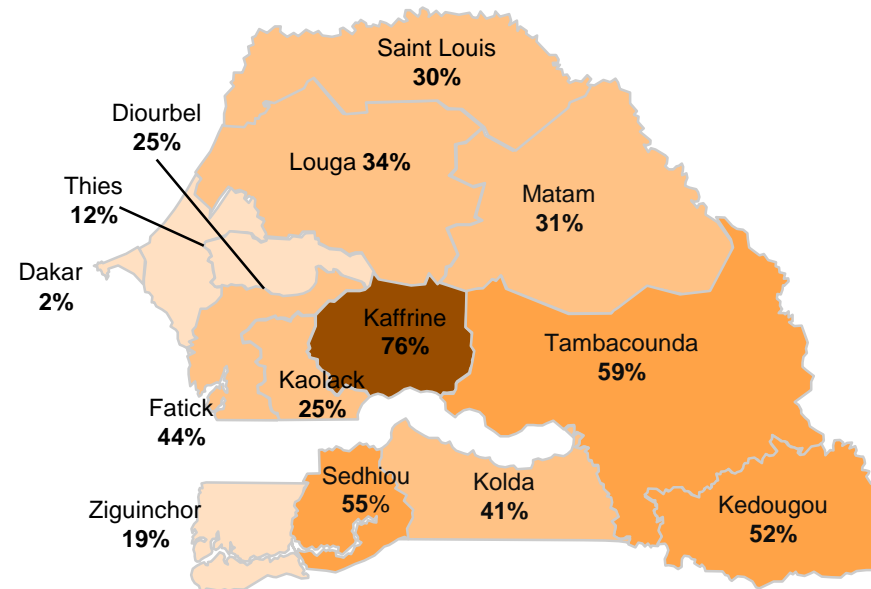 Saint Louis
30%
Diourbel
25%
Louga 34%
Thies
12%
Matam
31%
Dakar
2%
Kaffrine
76%
Tambacounda
59%
Kaolack
25%
Fatick
44%
Sedhiou
55%
Kolda
41%
Kedougou
52%
Ziguinchor
19%